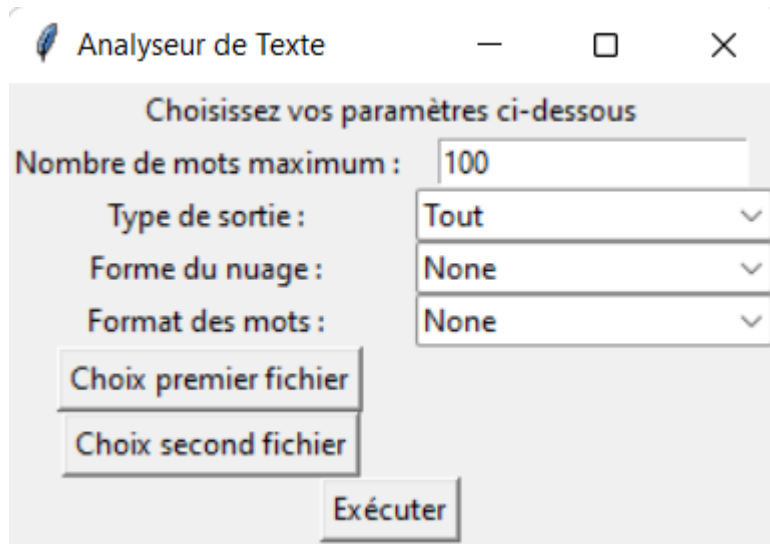 Analyseur de Texte
Choisissez vos paramètres ci-dessous
Nombre de mots maximum : 100
Type de sortie : Tout
Forme du nuage : None
Format des mots : None
Choix premier fichier
Choix second fichier
Exécuter